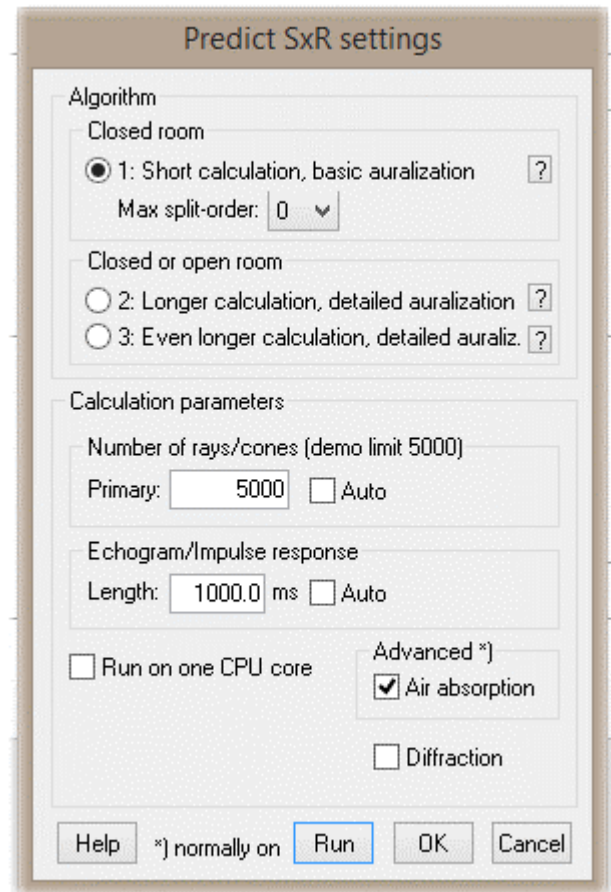 Predict SxR settings
Algorithm
Closed room
1: Short calculation, basic auralization ?
Max split-order: 0
Closed or open room
2: Longer calculation, detailed auralization ?
3: Even longer calculation, detailed auraliz. ?
Calculation parameters
Number of rays/cones (demo limit 5000)
Primary: 5000 Auto
Echogram/Impulse response
Length: 1000.0 ms Auto
Run on one CPU core
Advanced *)
Air absorption
Diffraction
Help *) normally on Run OK Cancel